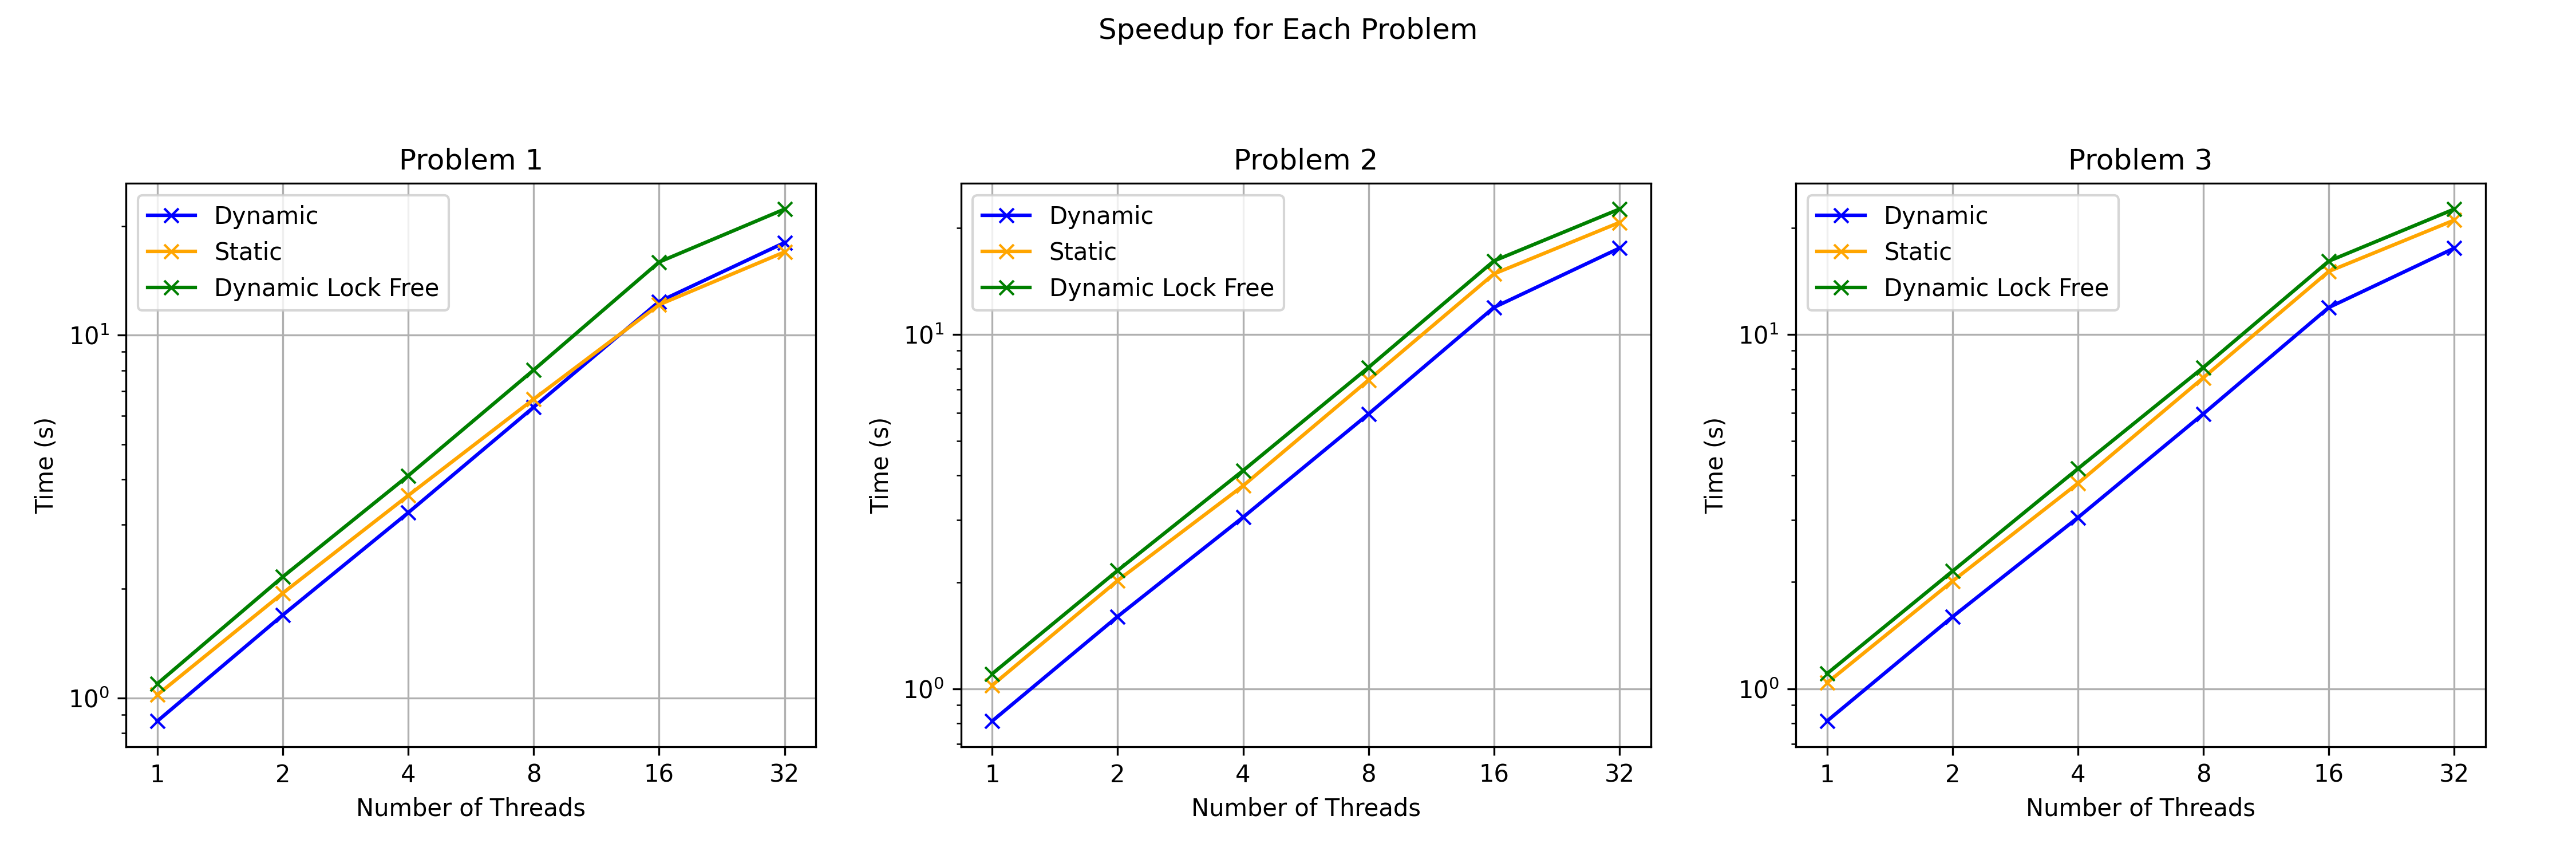 Speedup for Each Problem
Problem 1
Dynamic
Static
Dynamic Lock Free
10¹
10⁰
Time (s)
1 2 4 8 16 32
Number of Threads
Problem 2
Dynamic
Static
Dynamic Lock Free
10¹
10⁰
Time (s)
1 2 4 8 16 32
Number of Threads
Problem 3
Dynamic
Static
Dynamic Lock Free
10¹
10⁰
Time (s)
1 2 4 8 16 32
Number of Threads